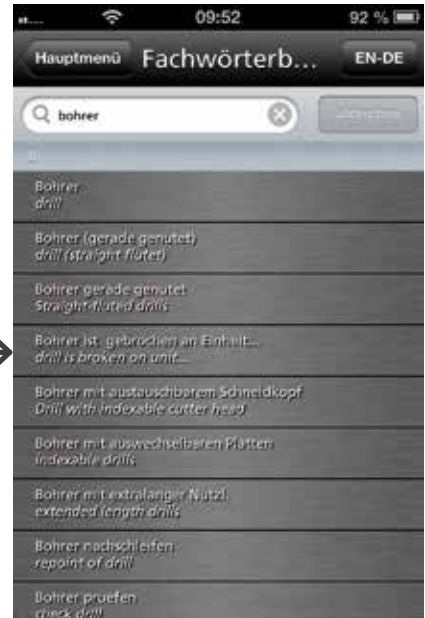 09:52
92 %
Hauptmenü
Fachwörterb...
EN-DE
bohrer
Bohrer
drill
Bohrer (gerade genutet)
drill (straight fluter)
Bohrer gerade genutet
Straight-fluted drills
Bohrer ist gebrochen an Einheit...
drill is broken on unit...
Bohrer mit austauschbarem Schneidkopf
Drill with indexable cutter head
Bohrer mit auswechselbaren Platten
indexable drills
Bohrer mit extralanger Nutzl.
extended length drills
Bohrer nachschleifen
repoint of drill
Bohrer pruefen
check drill